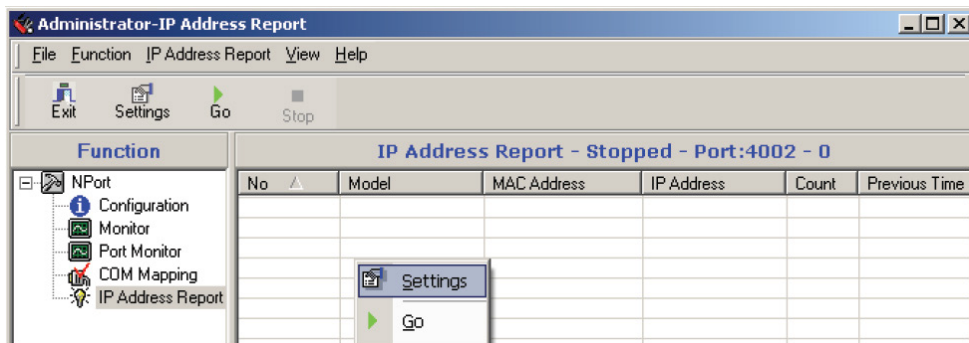 Administrator-IP Address Report
File Function IP Address Report View Help
Exit Settings Go Stop
Function
IP Address Report - Stopped - Port:4002 - 0
NPort
Configuration
Monitor
Port Monitor
COM Mapping
IP Address Report
No Model MAC Address IP Address Count Previous Time
Settings
Go